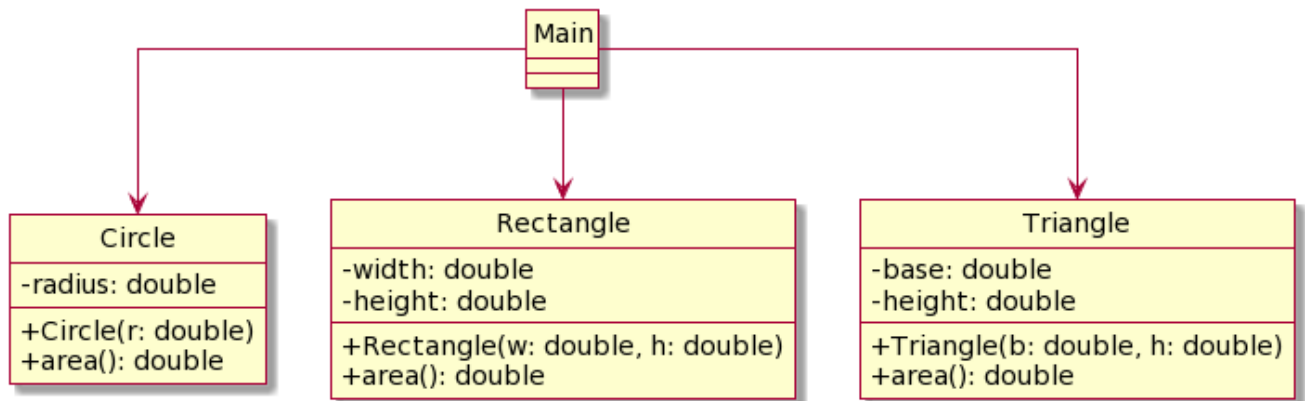 Main
Circle
-radius: double
+Circle(r: double)
+area(): double
Rectangle
-width: double
-height: double
+Rectangle(w: double, h: double)
+area(): double
Triangle
-base: double
-height: double
+Triangle(b: double, h: double)
+area(): double